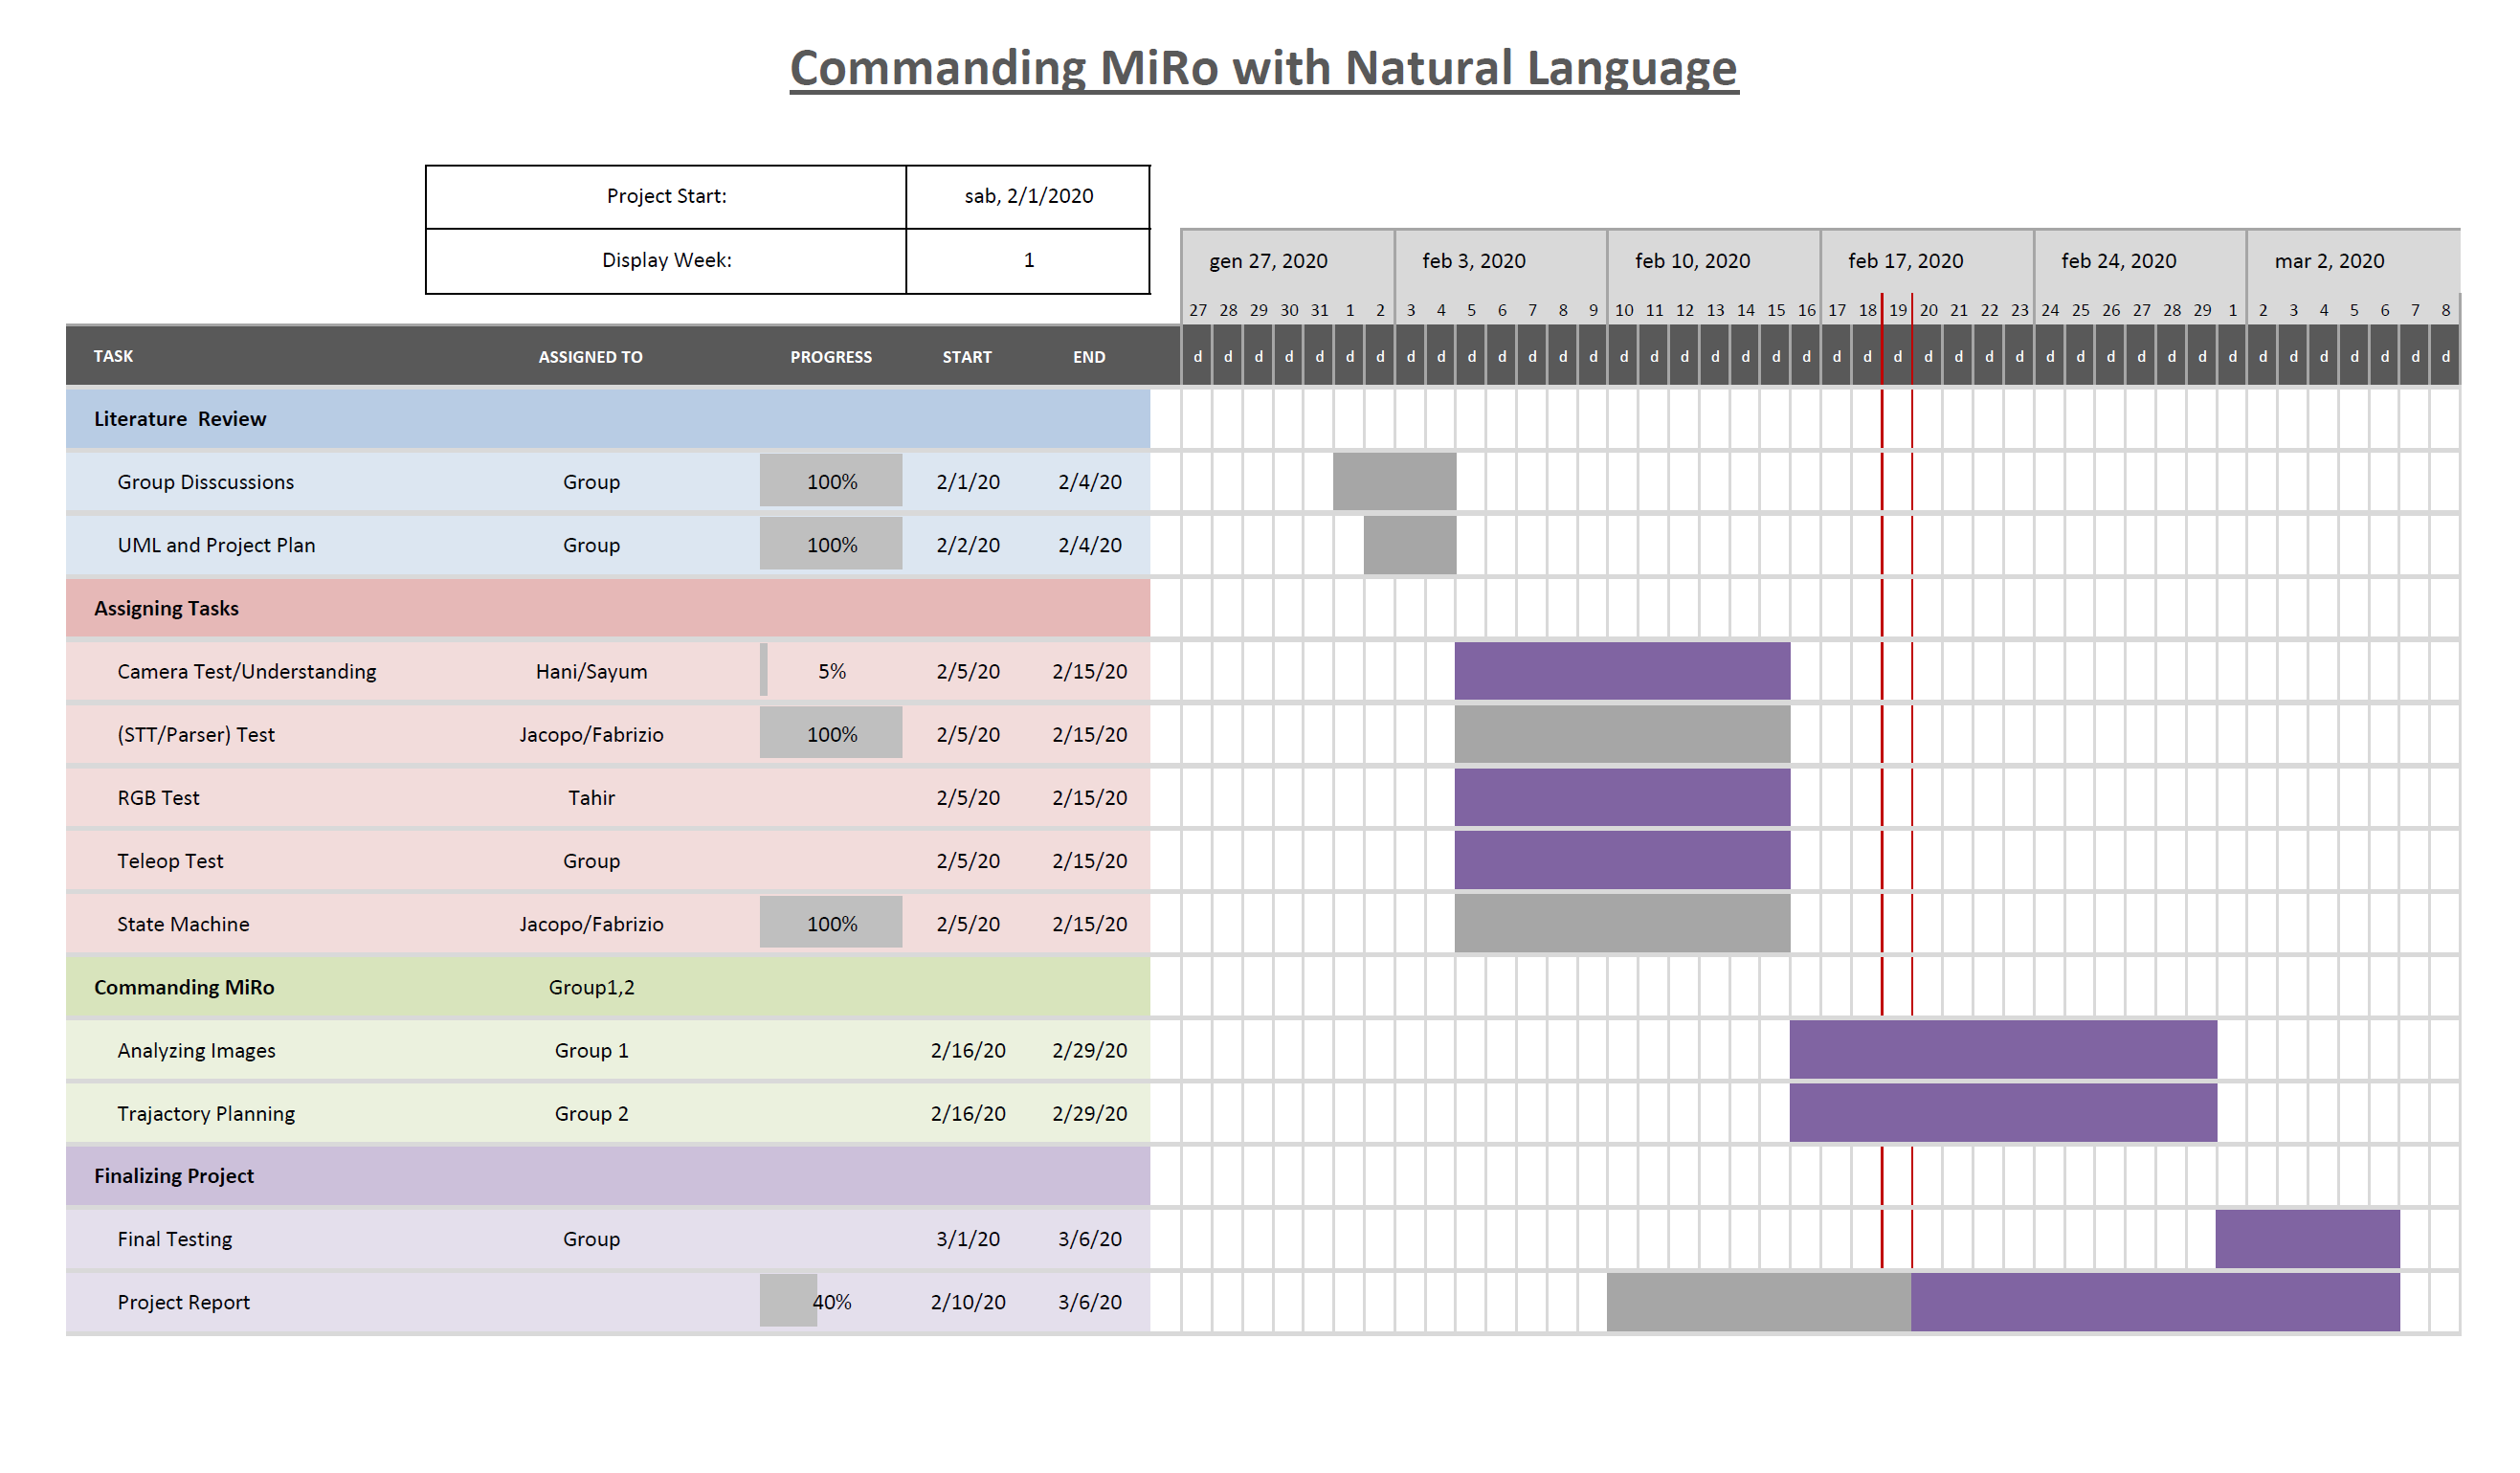 Commanding MiRo with Natural Language
Project Start: sab, 2/1/2020
Display Week: 1
gen 27, 2020 feb 3, 2020 feb 10, 2020 feb 17, 2020 feb 24, 2020 mar 2, 2020
27 28 29 30 31 1 2 3 4 5 6 7 8 9 10 11 12 13 14 15 16 17 18 19 20 21 22 23 24 25 26 27 28 29 1 2 3 4 5 6 7 8
TASK ASSIGNED TO PROGRESS START END d d d d d d d d d d d d d d d d d d d d d d d d d d d d d d d d d d d d d d d d d d
Literature Review
Group Disscussions Group 100% 2/1/20 2/4/20
UML and Project Plan Group 100% 2/2/20 2/4/20
Assigning Tasks
Camera Test/Understanding Hani/Sayum 5% 2/5/20 2/15/20
(STT/Parser) Test Jacopo/Fabrizio 100% 2/5/20 2/15/20
RGB Test Tahir 2/5/20 2/15/20
Teleop Test Group 2/5/20 2/15/20
State Machine Jacopo/Fabrizio 100% 2/5/20 2/15/20
Commanding MiRo Group1,2
Analyzing Images Group 1 2/16/20 2/29/20
Trajactory Planning Group 2 2/16/20 2/29/20
Finalizing Project
Final Testing Group 3/1/20 3/6/20
Project Report 40% 2/10/20 3/6/20